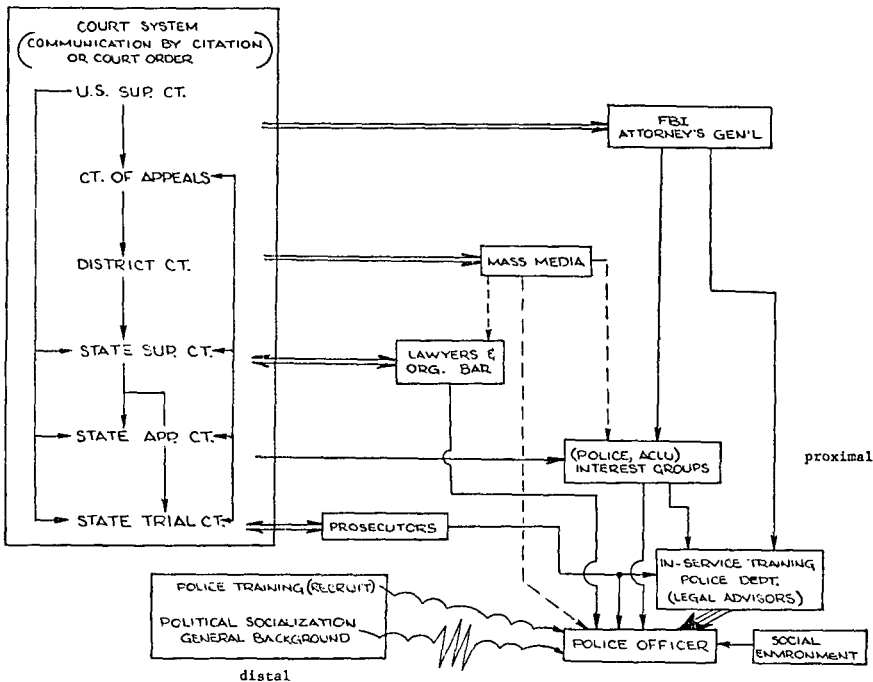 COURT SYSTEM
(COMMUNICATION BY CITATION
OR COURT ORDER)
U.S. SUP. CT.
CT. OF APPEALS
DISTRICT CT.
STATE SUP. CT.
STATE APP. CT.
STATE TRIAL CT.
FBI
ATTORNEY'S GEN'L
MASS MEDIA
LAWYERS &
ORG. BAR
(POLICE, ACLU)
INTEREST GROUPS
proximal
PROSECUTORS
IN-SERVICE TRAINING
POLICE DEPT.
(LEGAL ADVISORS)
POLICE TRAINING (RECRUIT)
POLITICAL SOCIALIZATION
GENERAL BACKGROUND
POLICE OFFICER
SOCIAL
ENVIRONMENT
distal